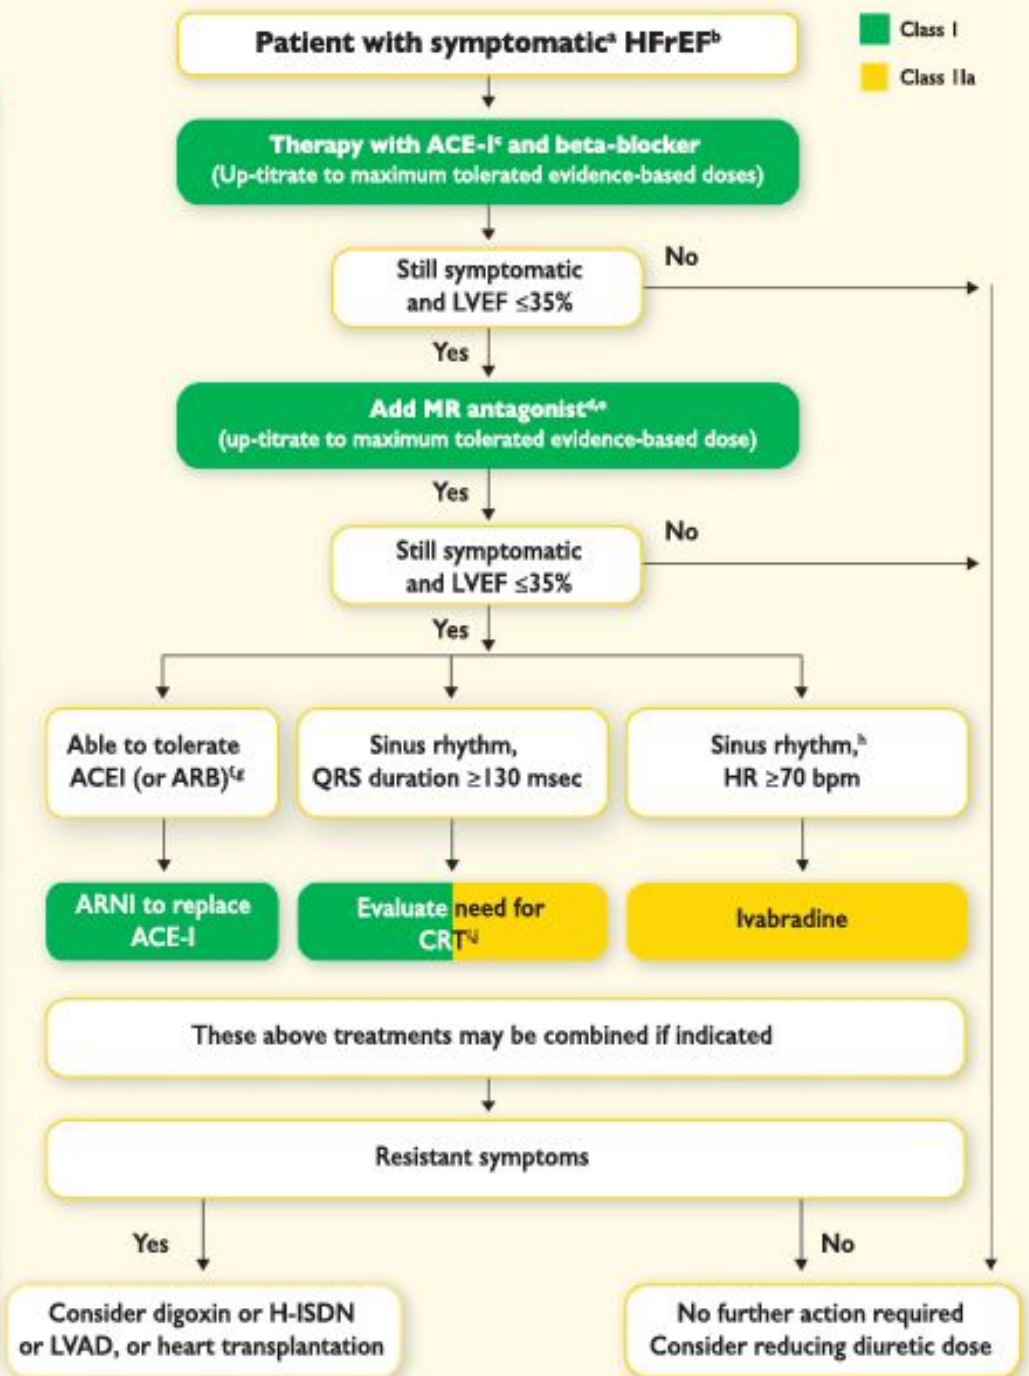 Patient with symptomaticᵃ HFrEFᵇ
Class I
Class IIa
Therapy with ACE-Iᶜ and beta-blocker
(Up-titrate to maximum tolerated evidence-based doses)
No
Still symptomatic
and LVEF ≤35%
Yes
Add MR antagonistᵈ,ᵉ
(up-titrate to maximum tolerated evidence-based dose)
Yes
No
Still symptomatic
and LVEF ≤35%
Yes
Able to tolerate
ACEI (or ARB)ᶠ,ᵍ
Sinus rhythm,
QRS duration ≥130 msec
Sinus rhythm,ʰ
HR ≥70 bpm
ARNI to replace
ACE-I
Evaluate need for
CRTⁱ,ʲ
Ivabradine
These above treatments may be combined if indicated
Resistant symptoms
Yes
No
Consider digoxin or H-ISDN
or LVAD, or heart transplantation
No further action required
Consider reducing diuretic dose